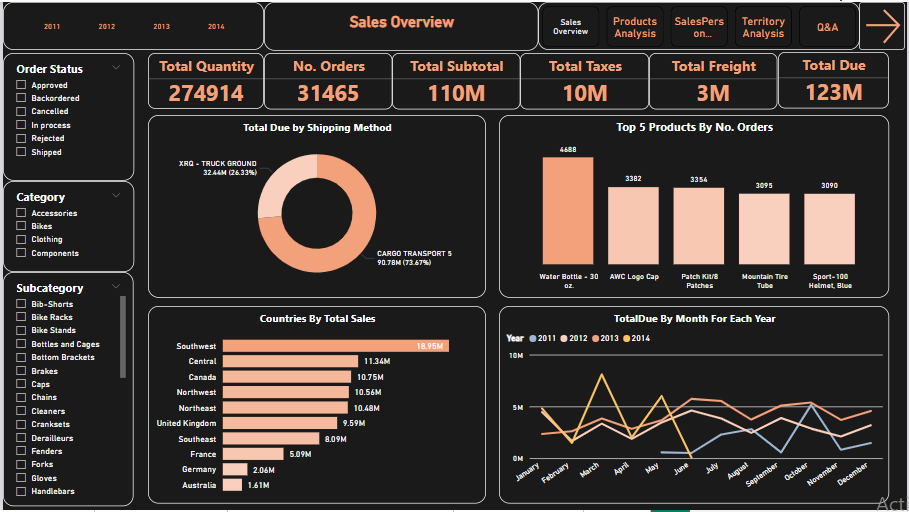 2011 2012 2013 2014
Sales Overview
Sales
Overview
Products
Analysis
SalesPers
on...
Territory
Analysis
Q&A
Order Status
Approved
Backordered
Cancelled
In process
Rejected
Shipped
Category
Accessories
Bikes
Clothing
Components
Subcategory
Bib-Shorts
Bike Racks
Bike Stands
Bottles and Cages
Bottom Brackets
Brakes
Caps
Chains
Cleaners
Cranksets
Derailleurs
Fenders
Forks
Gloves
Handlebars
Total Quantity
274914
No. Orders
31465
Total Subtotal
110M
Total Taxes
10M
Total Freight
3M
Total Due
123M
Total Due by Shipping Method
XRQ - TRUCK GROUND
32.44M (26.33%)
CARGO TRANSPORT 5
90.78M (73.67%)
Top 5 Products By No. Orders
4688
3382
3354
3095
3090
Water Bottle - 30
oz.
AWC Logo Cap
Patch Kit/8
Patches
Mountain Tire
Tube
Sport-100
Helmet, Blue
Countries By Total Sales
Southwest 18.95M
Central 11.34M
Canada 10.75M
Northwest 10.56M
Northeast 10.48M
United Kingdom 9.59M
Southeast 8.09M
France 5.09M
Germany 2.06M
Australia 1.61M
TotalDue By Month For Each Year
Year 2011 2012 2013 2014
10M
5M
0M
January
February
March
April
May
June
July
August
September
October
November
December
Acti